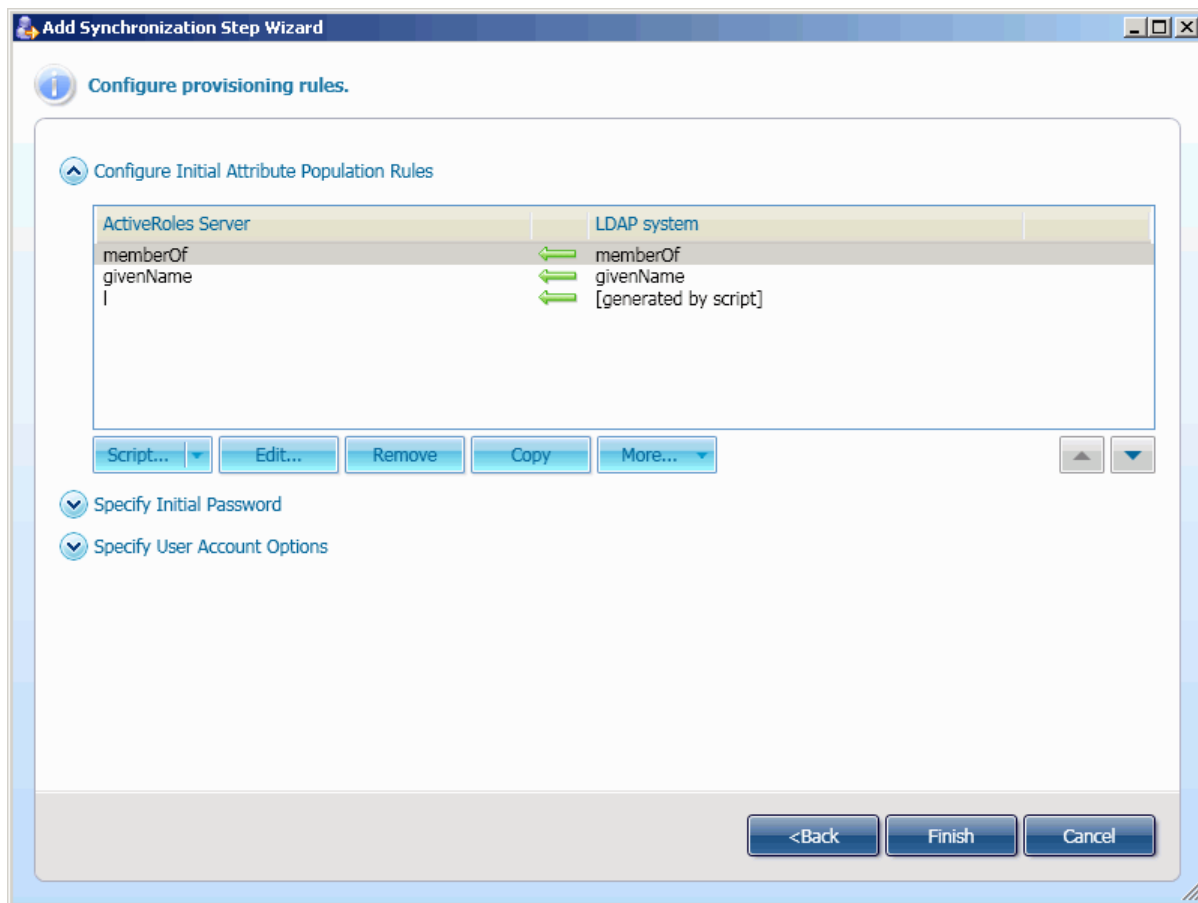 Add Synchronization Step Wizard
Configure provisioning rules.
Configure Initial Attribute Population Rules
ActiveRoles Server LDAP system
memberOf memberOf
givenName givenName
l [generated by script]
Script... Edit... Remove Copy More...
Specify Initial Password
Specify User Account Options
<Back Finish Cancel